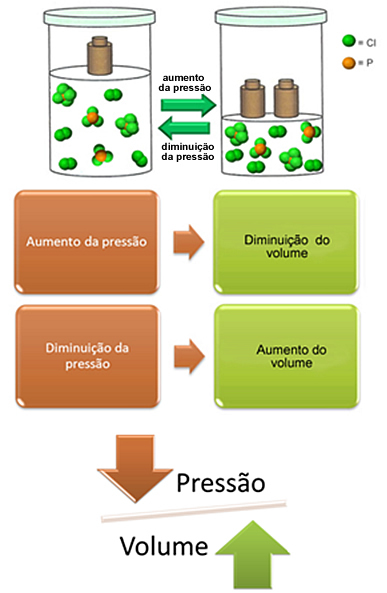 = Cl
= P
aumento
da pressão
diminuição
da pressão
Aumento da pressão
Diminuição do
volume
Diminuição da
pressão
Aumento do
volume
Pressão
Volume